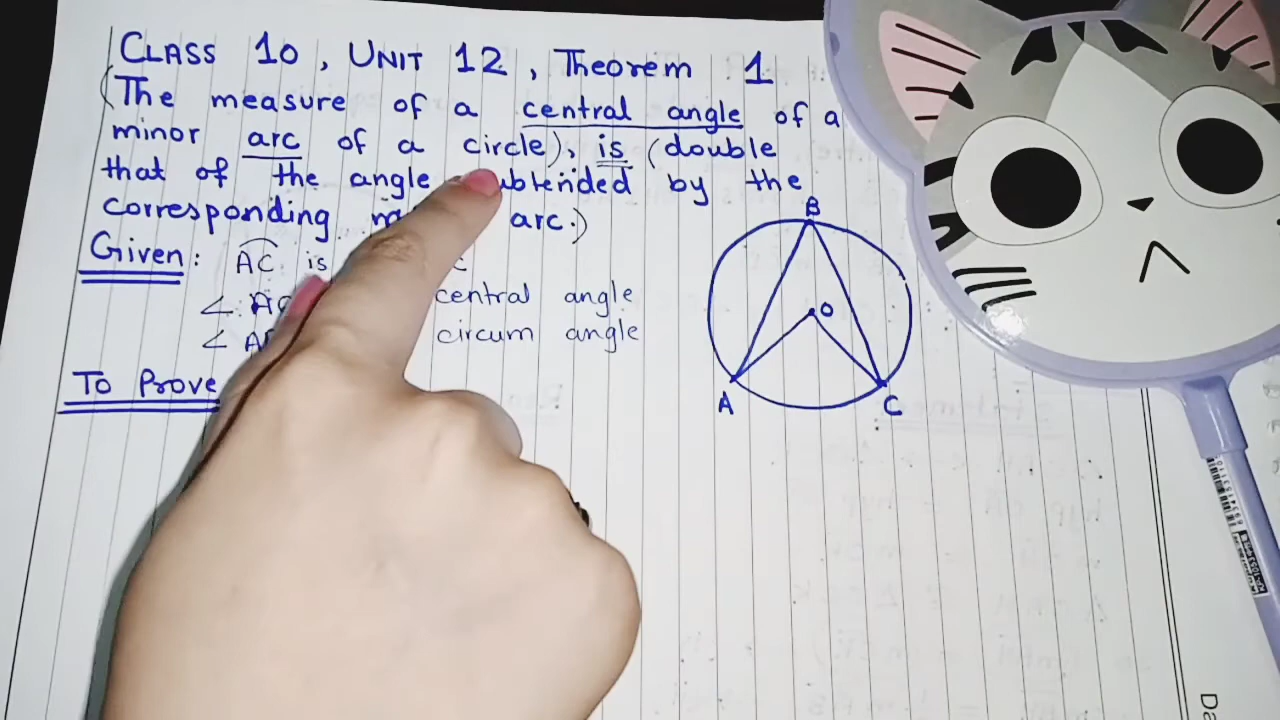 CLASS 10, UNIT 12, Theorem 1
(The measure of a central angle of a
minor arc of a circle), is (double
that of the angle subtended by the
corresponding arc.)
Given: AC is
∠ central angle
∠ circum angle
To Prove
B
O
A
C